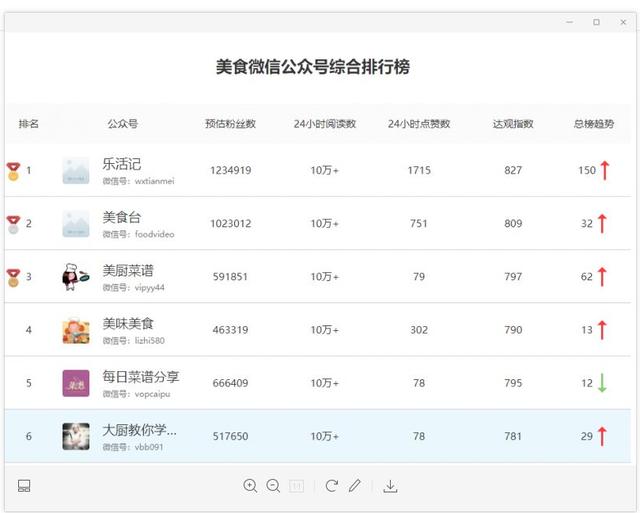 美食微信公众号综合排行榜
排名 公众号 预估粉丝数 24小时阅读数 24小时点赞数 达观指数 总榜趋势
1 乐活记 1234919 10万+ 1715 827 150
微信号：wxtianmei
2 美食台 1023012 10万+ 751 809 32
微信号：foodvideo
3 美厨菜谱 591851 10万+ 79 797 62
微信号：vipyy44
4 美味美食 463319 10万+ 302 790 13
微信号：lizhi580
5 每日菜谱分享 666409 10万+ 78 795 12
微信号：vopcaipu
6 大厨教你学... 517650 10万+ 78 781 29
微信号：vbb091
1:1